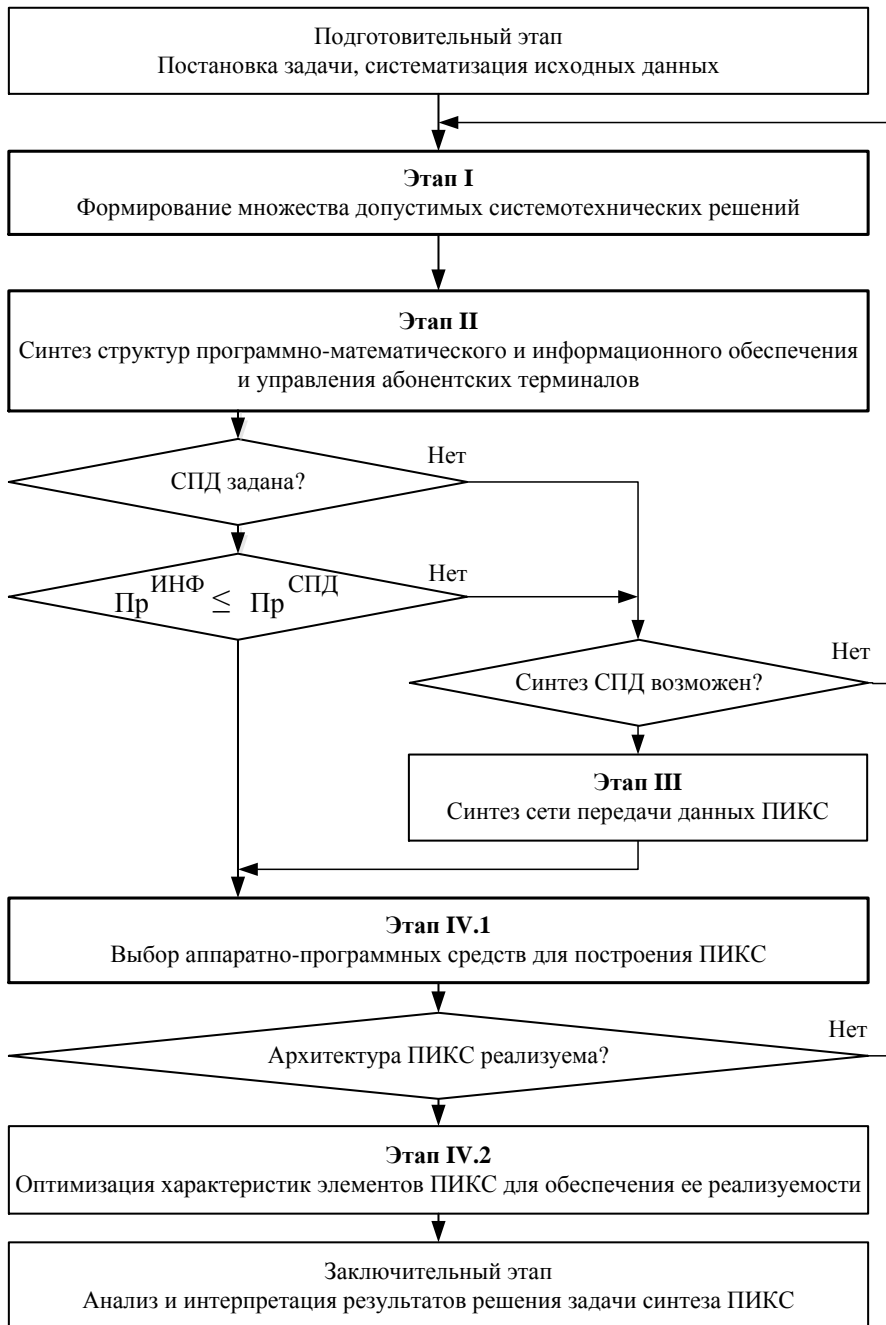 Подготовительный этап
Постановка задачи, систематизация исходных данных
Этап I
Формирование множества допустимых системотехнических решений
Этап II
Синтез структур программно-математического и информационного обеспечения
и управления абонентских терминалов
Нет
СПД задана?
Нет
Пр^ИНФ ≤ Пр^СПД
Нет
Синтез СПД возможен?
Этап III
Синтез сети передачи данных ПИКС
Этап IV.1
Выбор аппаратно-программных средств для построения ПИКС
Нет
Архитектура ПИКС реализуема?
Этап IV.2
Оптимизация характеристик элементов ПИКС для обеспечения ее реализуемости
Заключительный этап
Анализ и интерпретация результатов решения задачи синтеза ПИКС